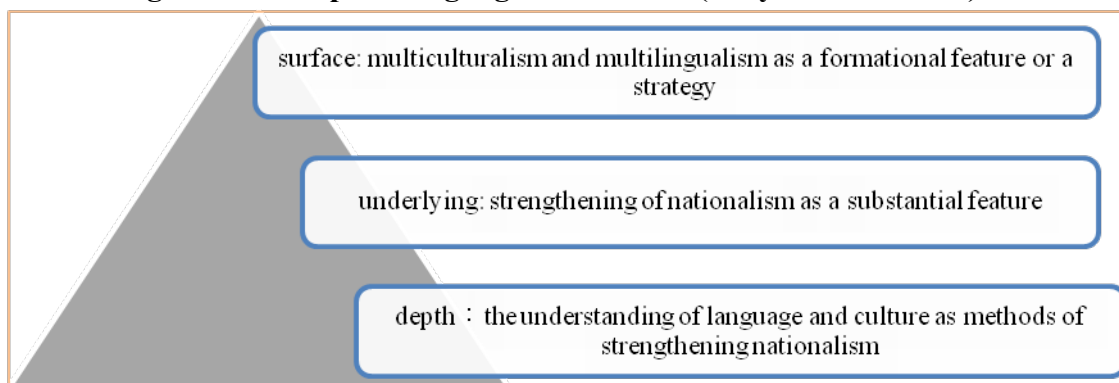 surface: multiculturalism and multilingualism as a formational feature or a
strategy
underlying: strengthening of nationalism as a substantial feature
depth： the understanding of language and culture as methods of
strengthening nationalism